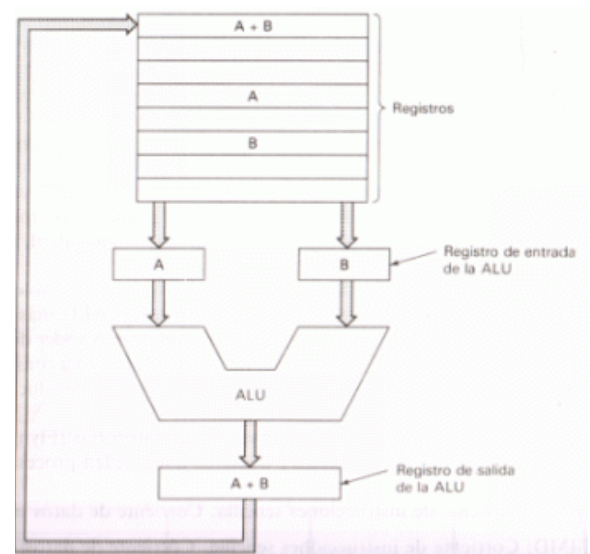 A + B
A
Registros
B
A
B
Registro de entrada
de la ALU
ALU
A + B
Registro de salida
de la ALU